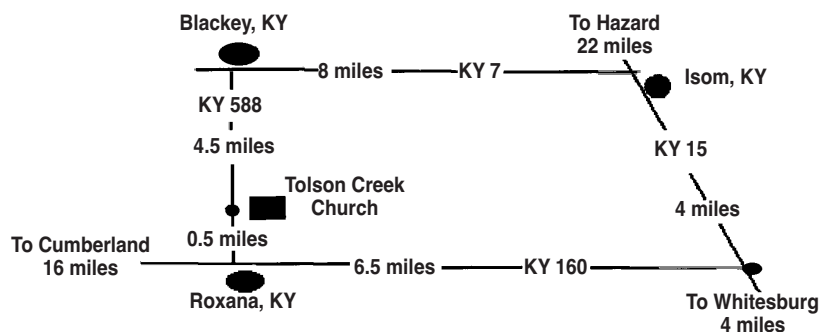 Blackey, KY
To Hazard
22 miles
8 miles
KY 7
Isom, KY
KY 588
4.5 miles
KY 15
Tolson Creek
Church
4 miles
0.5 miles
To Cumberland
16 miles
6.5 miles
KY 160
Roxana, KY
To Whitesburg
4 miles